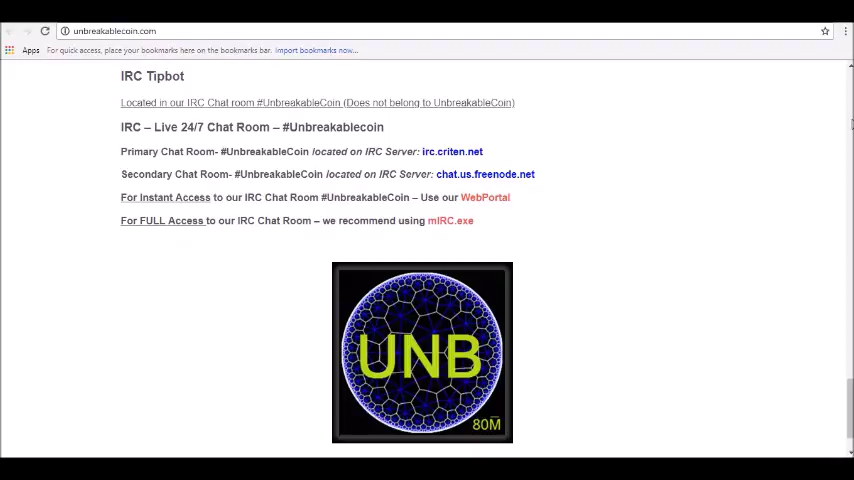 unbreakablecoin.com
Apps For quick access, place your bookmarks here on the bookmarks bar. Import bookmarks now...
IRC Tipbot
Located in our IRC Chat room #UnbreakableCoin (Does not belong to UnbreakableCoin)
IRC – Live 24/7 Chat Room – #Unbreakablecoin
Primary Chat Room- #UnbreakableCoin located on IRC Server: irc.criten.net
Secondary Chat Room- #UnbreakableCoin located on IRC Server: chat.us.freenode.net
For Instant Access to our IRC Chat Room #UnbreakableCoin – Use our WebPortal
For FULL Access to our IRC Chat Room – we recommend using mIRC.exe
UNB
80M